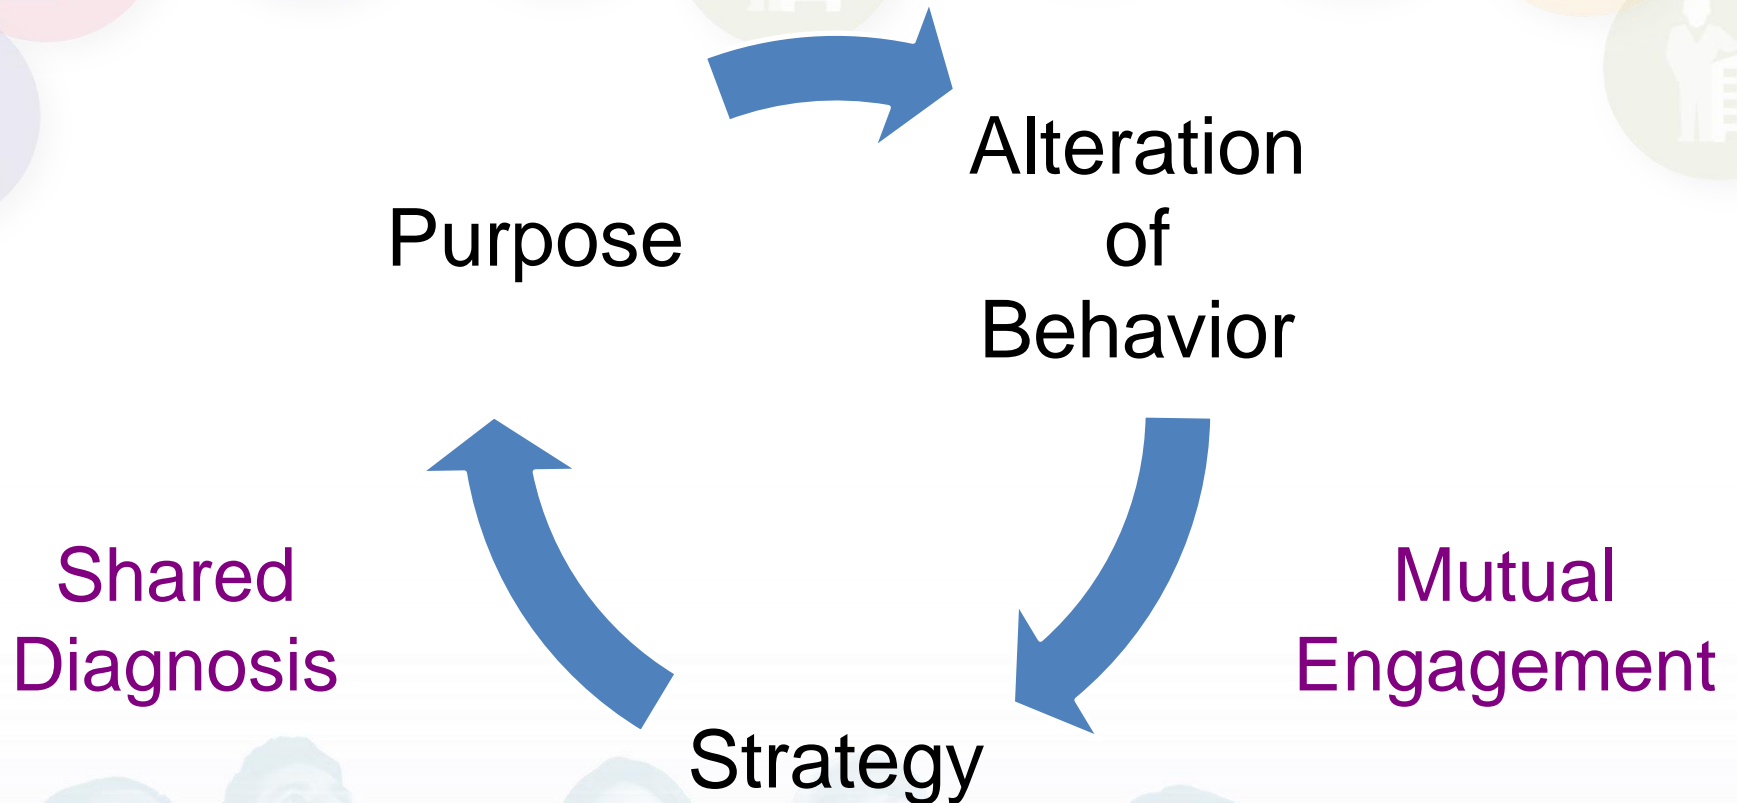 Purpose
Alteration
of
Behavior
Shared
Diagnosis
Mutual
Engagement
Strategy